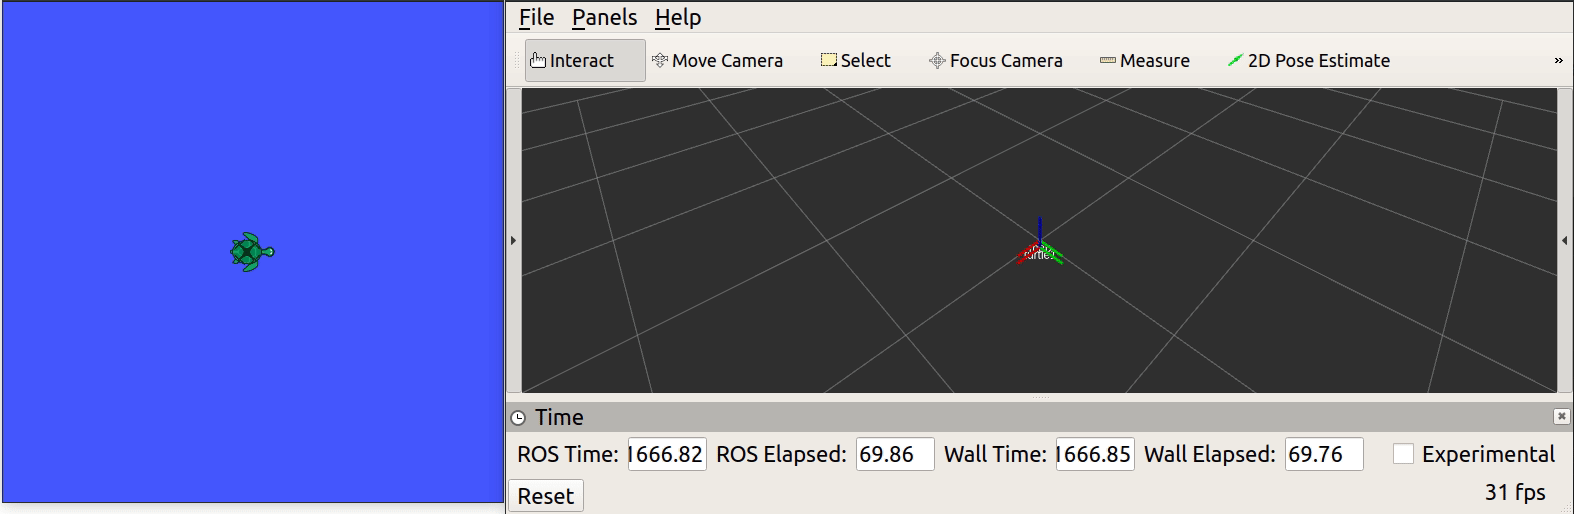 File Panels Help
Interact Move Camera Select Focus Camera Measure 2D Pose Estimate »
Time
ROS Time: 1666.82 ROS Elapsed: 69.86 Wall Time: 1666.85 Wall Elapsed: 69.76 Experimental
Reset 31 fps